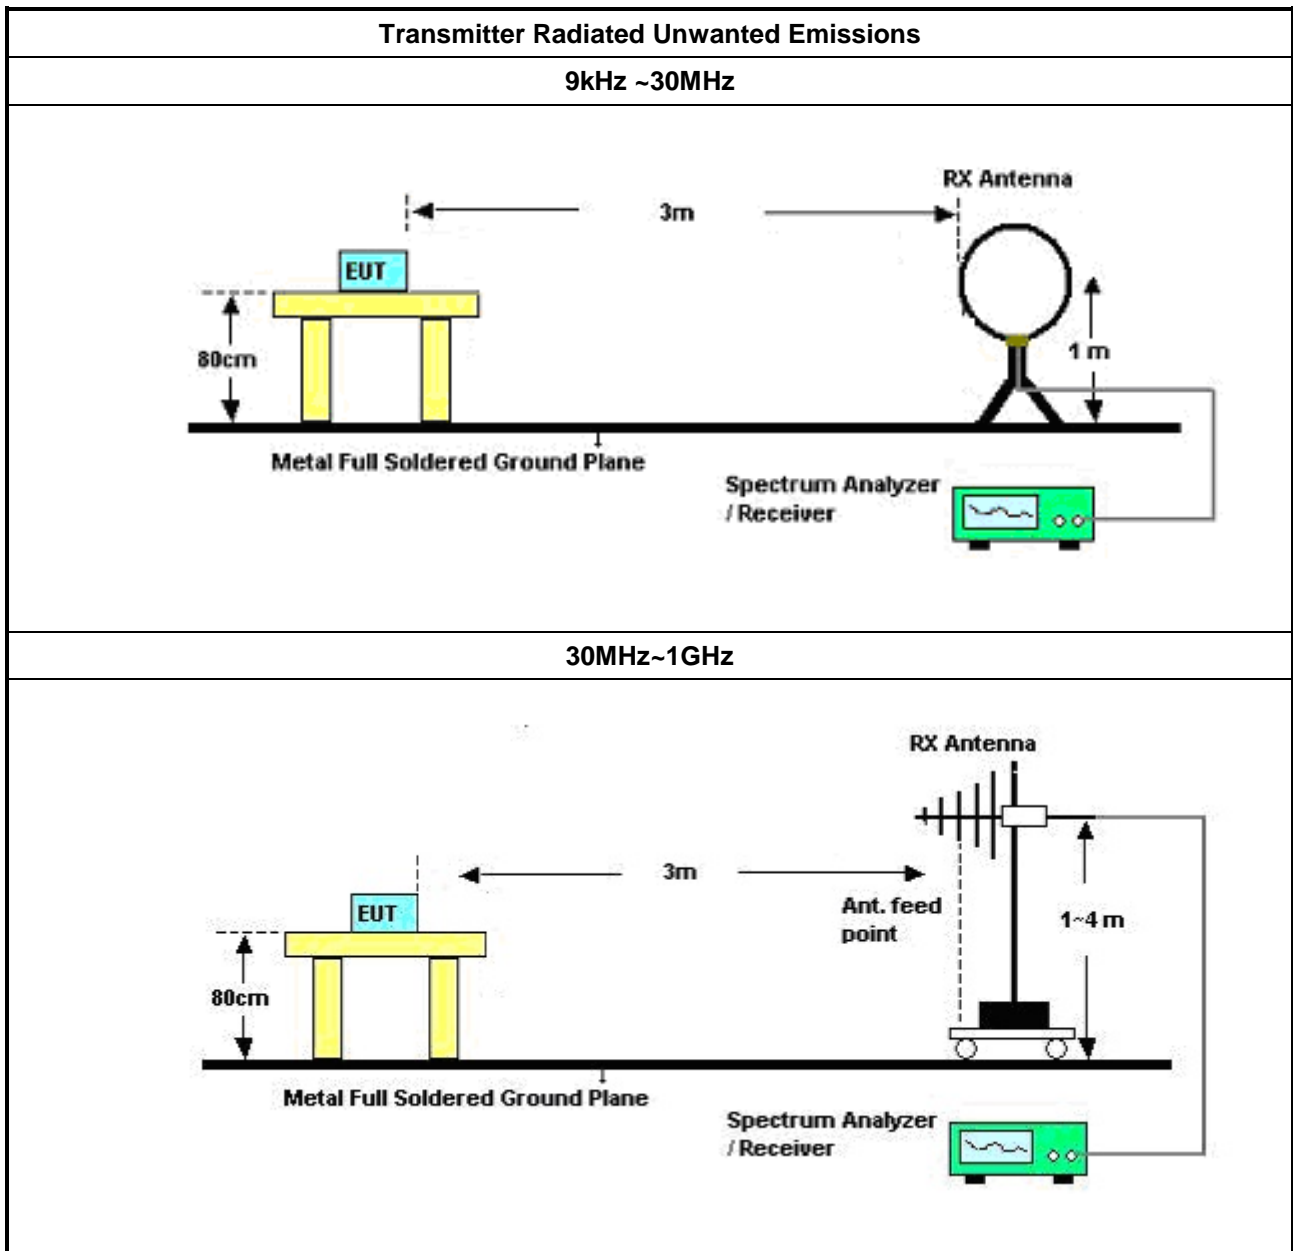 Transmitter Radiated Unwanted Emissions
9kHz ~30MHz
RX Antenna
3m
EUT
80cm
1 m
Metal Full Soldered Ground Plane
Spectrum Analyzer
/ Receiver
30MHz~1GHz
RX Antenna
3m
EUT
Ant. feed
point
1~4 m
80cm
Metal Full Soldered Ground Plane
Spectrum Analyzer
/ Receiver